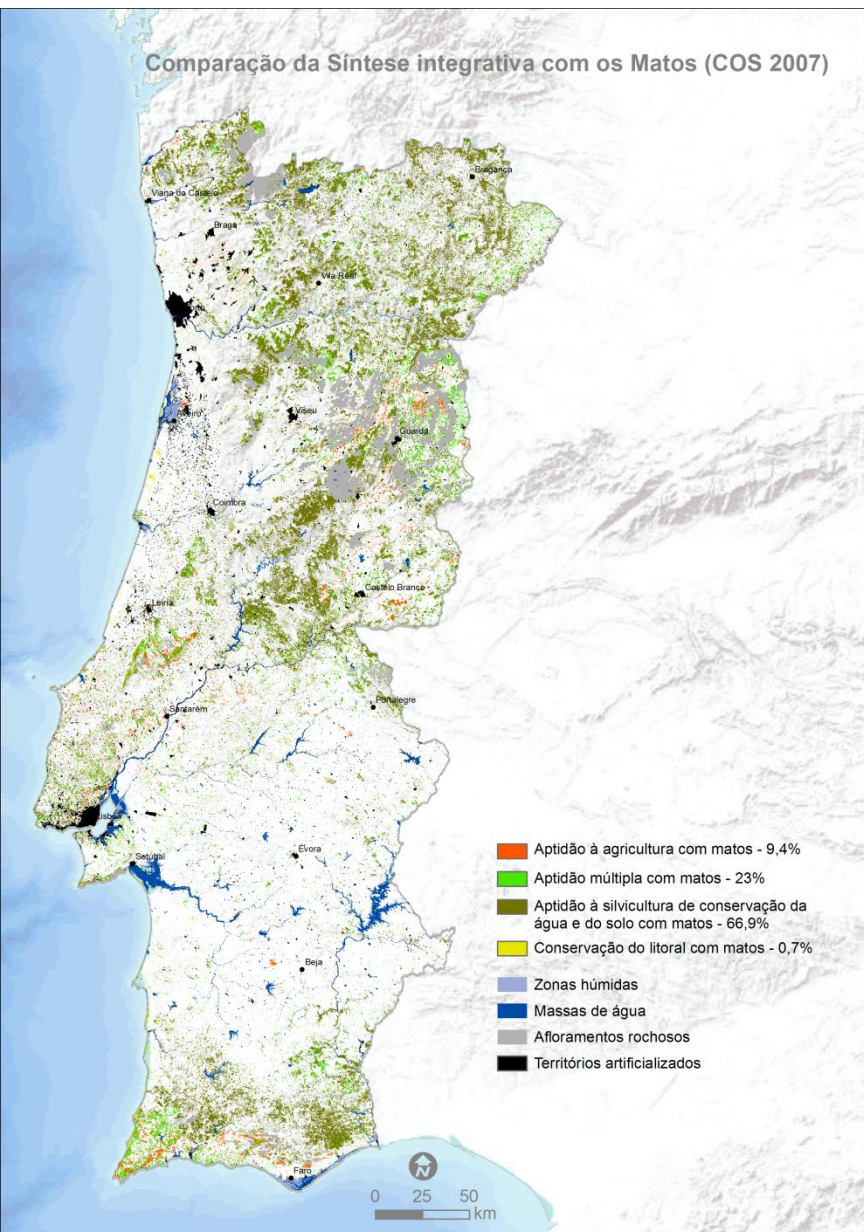 Comparação da Síntese integrativa com os Matos (COS 2007)
Bragança
Viana do Castelo
Braga
Vila Real
Aveiro
Viseu
Guarda
Coimbra
Castelo Branco
Leiria
Portalegre
Santarém
Lisboa
Évora
Setúbal
Beja
Faro
Aptidão à agricultura com matos - 9,4%
Aptidão múltipla com matos - 23%
Aptidão à silvicultura de conservação da
água e do solo com matos - 66,9%
Conservação do litoral com matos - 0,7%
Zonas húmidas
Massas de água
Afloramentos rochosos
Territórios artificializados
N
0 25 50
km